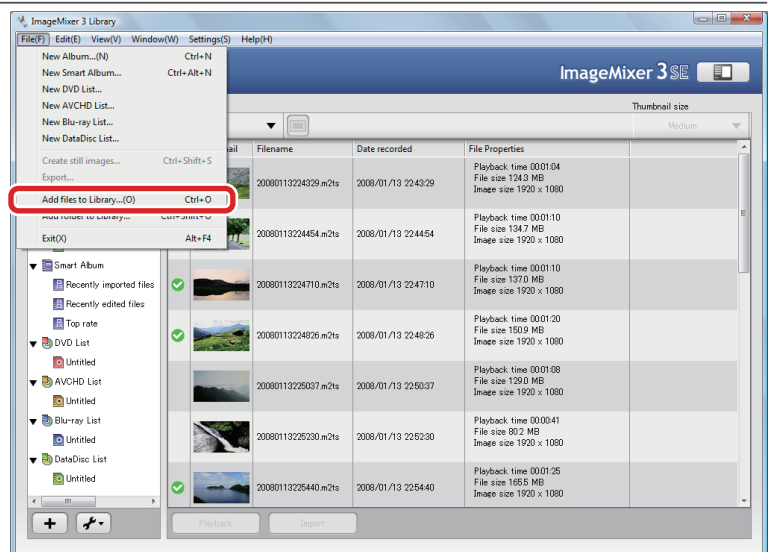 ImageMixer 3 Library
File(F) Edit(E) View(V) Window(W) Settings(S) Help(H)
New Album...(N) Ctrl+N
New Smart Album... Ctrl+Alt+N
New DVD List...
New AVCHD List...
New Blu-ray List...
New DataDisc List...
Create still images... Ctrl+Shift+S
Export...
Add files to Library...(O) Ctrl+O
Add folder to Library... Ctrl+Shift+O
Exit(X) Alt+F4
ImageMixer 3 SE
Thumbnail size
Medium
ail Filename Date recorded File Properties
20080113224329.m2ts 2008/01/13 22:43:29
Playback time 00:01:04
File size 124.3 MB
Image size 1920 x 1080
20080113224454.m2ts 2008/01/13 22:44:54
Playback time 00:01:10
File size 134.7 MB
Image size 1920 x 1080
20080113224710.m2ts 2008/01/13 22:47:10
Playback time 00:01:10
File size 137.0 MB
Image size 1920 x 1080
20080113224826.m2ts 2008/01/13 22:48:26
Playback time 00:01:20
File size 150.9 MB
Image size 1920 x 1080
20080113225037.m2ts 2008/01/13 22:50:37
Playback time 00:01:08
File size 129.0 MB
Image size 1920 x 1080
20080113225230.m2ts 2008/01/13 22:52:30
Playback time 00:00:41
File size 80.2 MB
Image size 1920 x 1080
20080113225440.m2ts 2008/01/13 22:54:40
Playback time 00:01:25
File size 165.5 MB
Image size 1920 x 1080
Smart Album
Recently imported files
Recently edited files
Top rate
DVD List
Untitled
AVCHD List
Untitled
Blu-ray List
Untitled
DataDisc List
Untitled
Playback Import